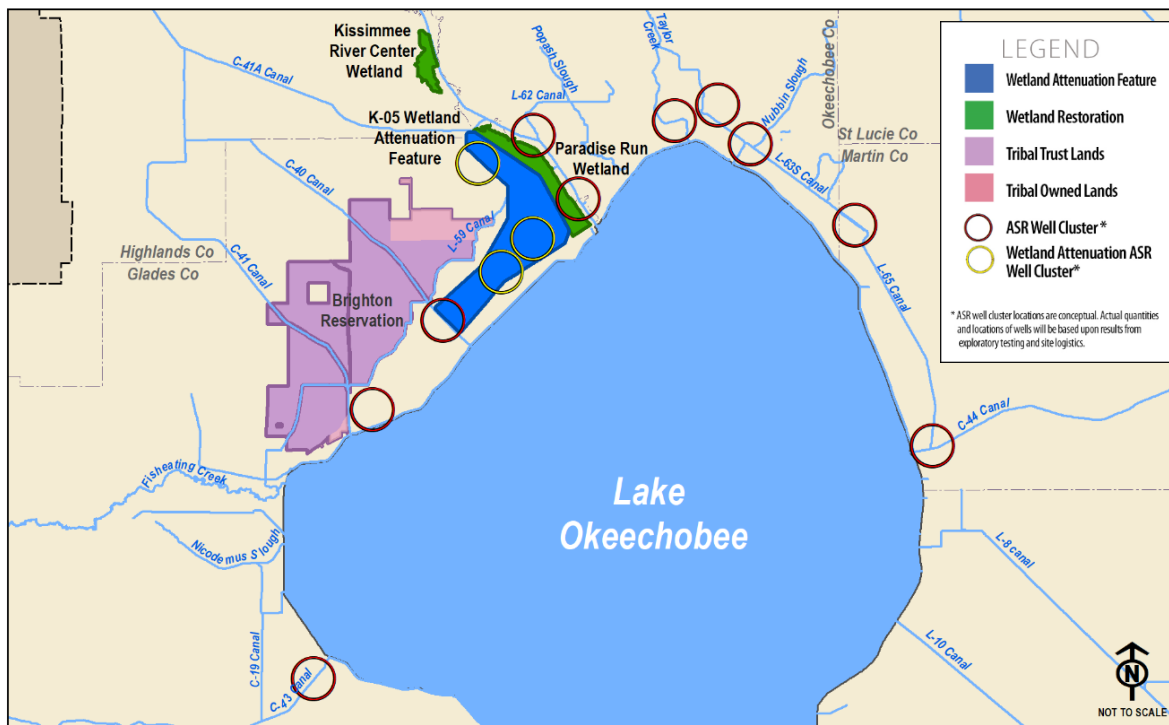 Kissimmee
River Center
Wetland
C-41A Canal
Popash Slough
Taylor
Creek
L-62 Canal
Nubbin Slough
Okeechobee Co
St Lucie Co
Martin Co
K-05 Wetland
Attenuation
Feature
Paradise Run
Wetland
C-40 Canal
L-63S Canal
L-59 Canal
Highlands Co
Glades Co
C-41 Canal
Brighton
Reservation
L-65 Canal
C-44 Canal
Fisheating Creek
Lake
Okeechobee
Nicodemus Slough
L-8 canal
L-10 Canal
C-19 Canal
C-43 Canal
LEGEND
Wetland Attenuation Feature
Wetland Restoration
Tribal Trust Lands
Tribal Owned Lands
ASR Well Cluster *
Wetland Attenuation ASR
Well Cluster*
* ASR well cluster locations are conceptual. Actual quantities
and locations of wells will be based upon results from
exploratory testing and site logistics.
N
NOT TO SCALE